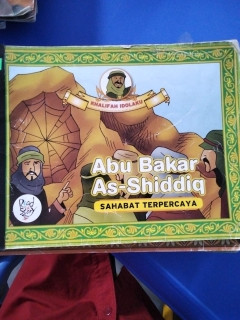 KHALIFAH IDOLAKU
Abu Bakar
As-Shiddiq
SAHABAT TERPERCAYA